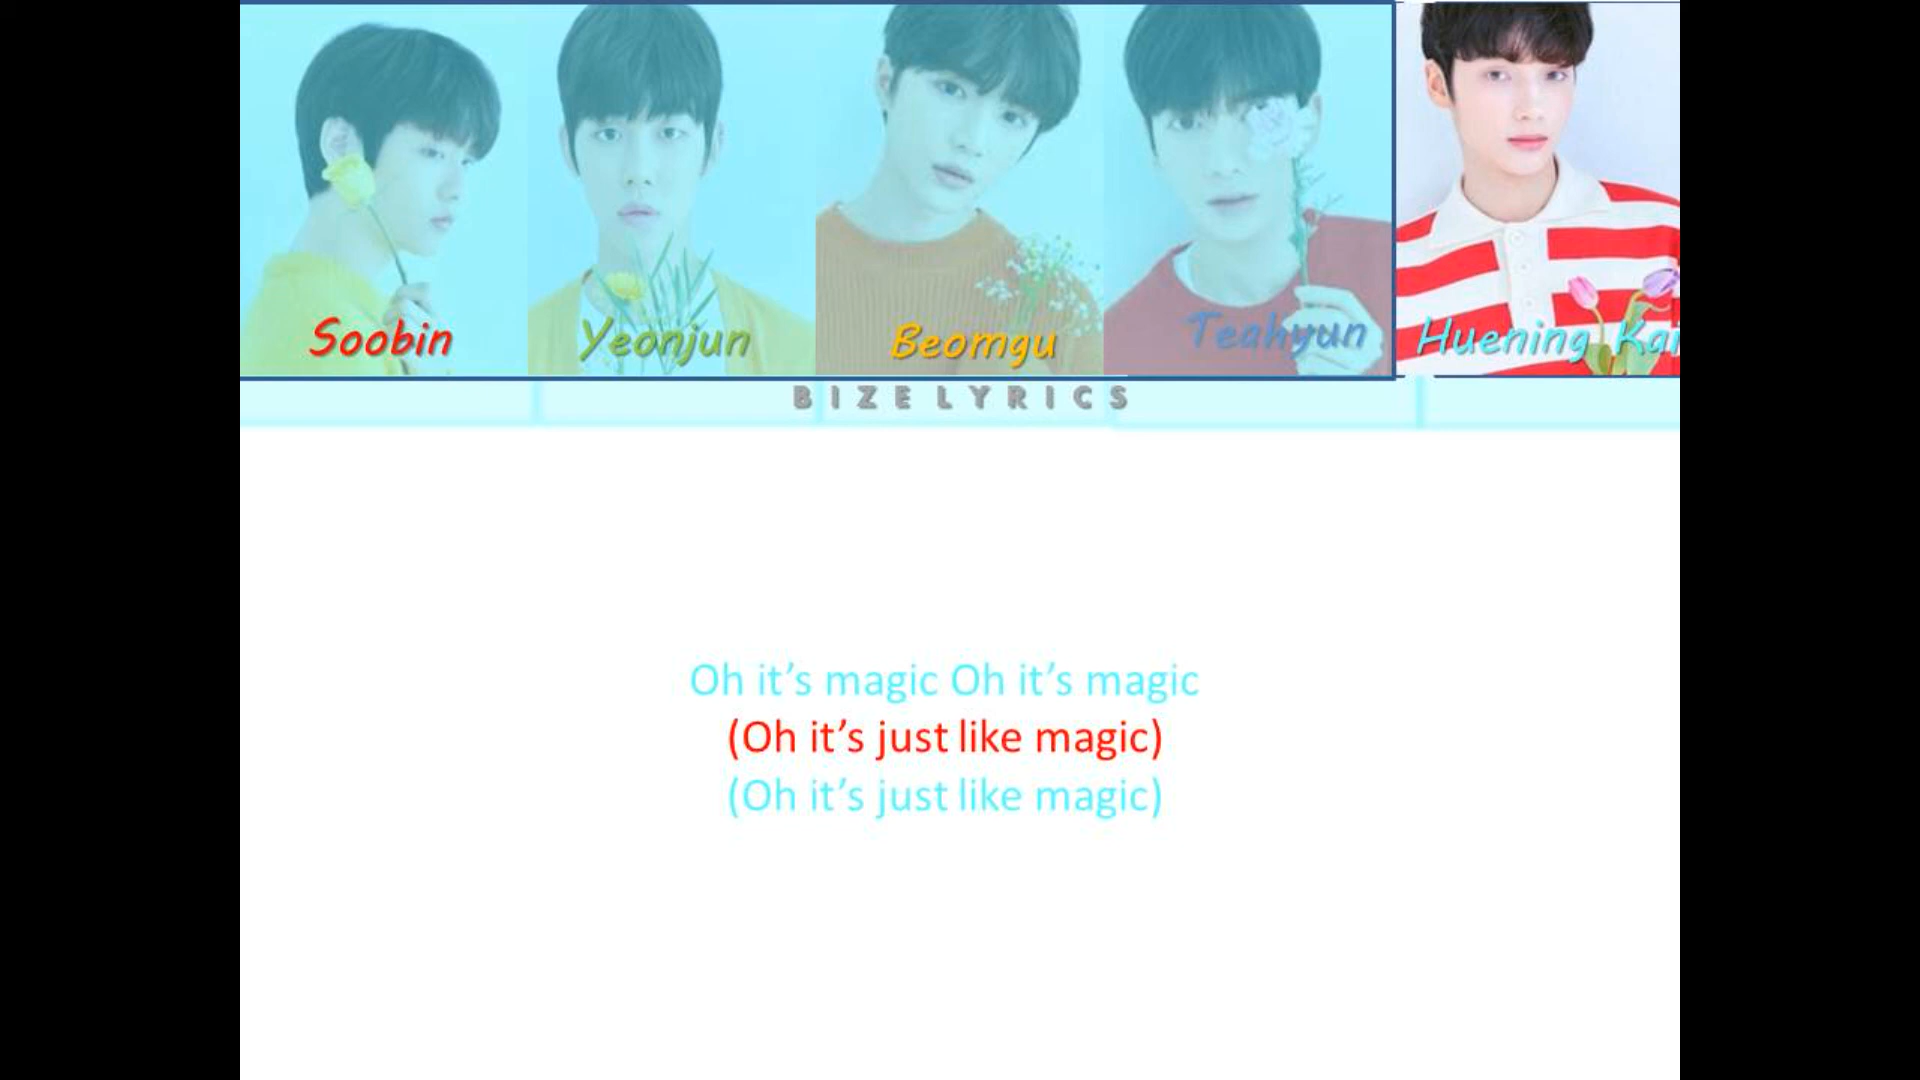 Soobin
Yeonjun
Beomgu
Teahyun
Huening Kai
BIZE LYRICS
Oh it's magic Oh it's magic
(Oh it's just like magic)
(Oh it's just like magic)